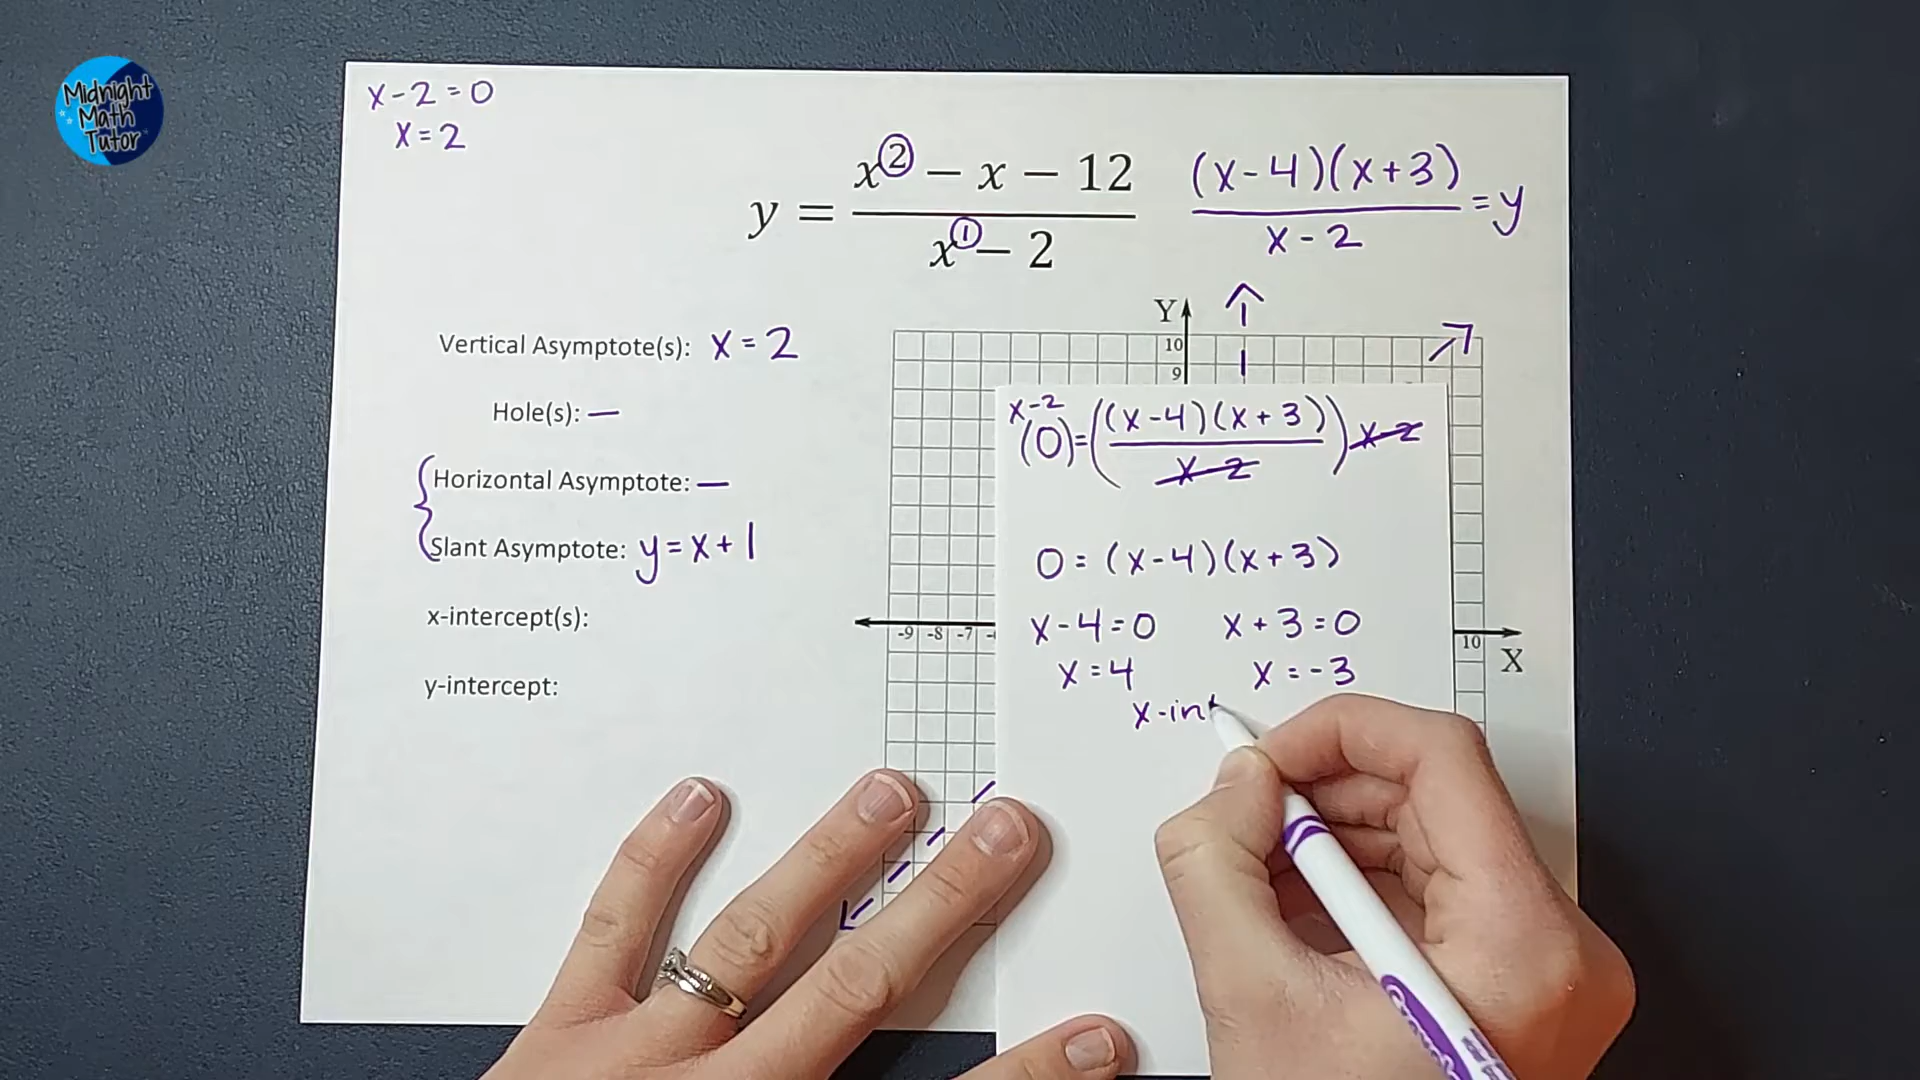 Midnight
Math
Tutor
x-2=0
x=2
y = x² - x - 12 / x¹ - 2
(x-4)(x+3) / x-2 = y
Vertical Asymptote(s): x=2
Hole(s): —
Horizontal Asymptote: —
Slant Asymptote: y=x+1
x-intercept(s):
y-intercept:
Y
10
9
-9 -8 -7
10
X
x-2 (0)=((x-4)(x+3) / x-2) x-2
0=(x-4)(x+3)
x-4=0 x+3=0
x=4 x=-3
x-int